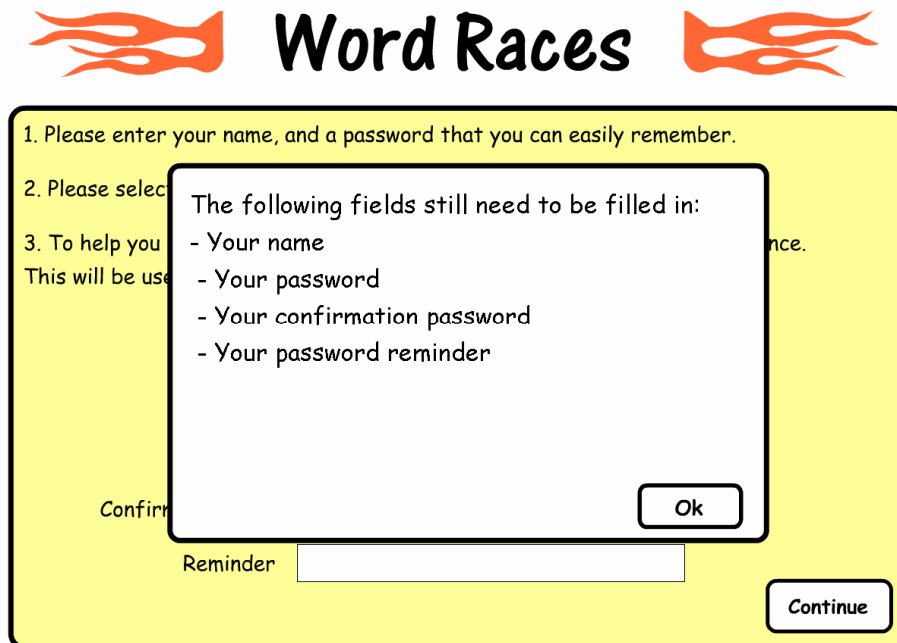 Word Races
1. Please enter your name, and a password that you can easily remember.
2. Please selec
3. To help you
nce.
This will be use
The following fields still need to be filled in:
- Your name
- Your password
- Your confirmation password
- Your password reminder
Ok
Confir
Reminder
Continue